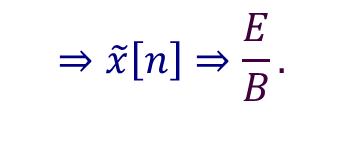 ⇒ x̃[n] ⇒ E/B.